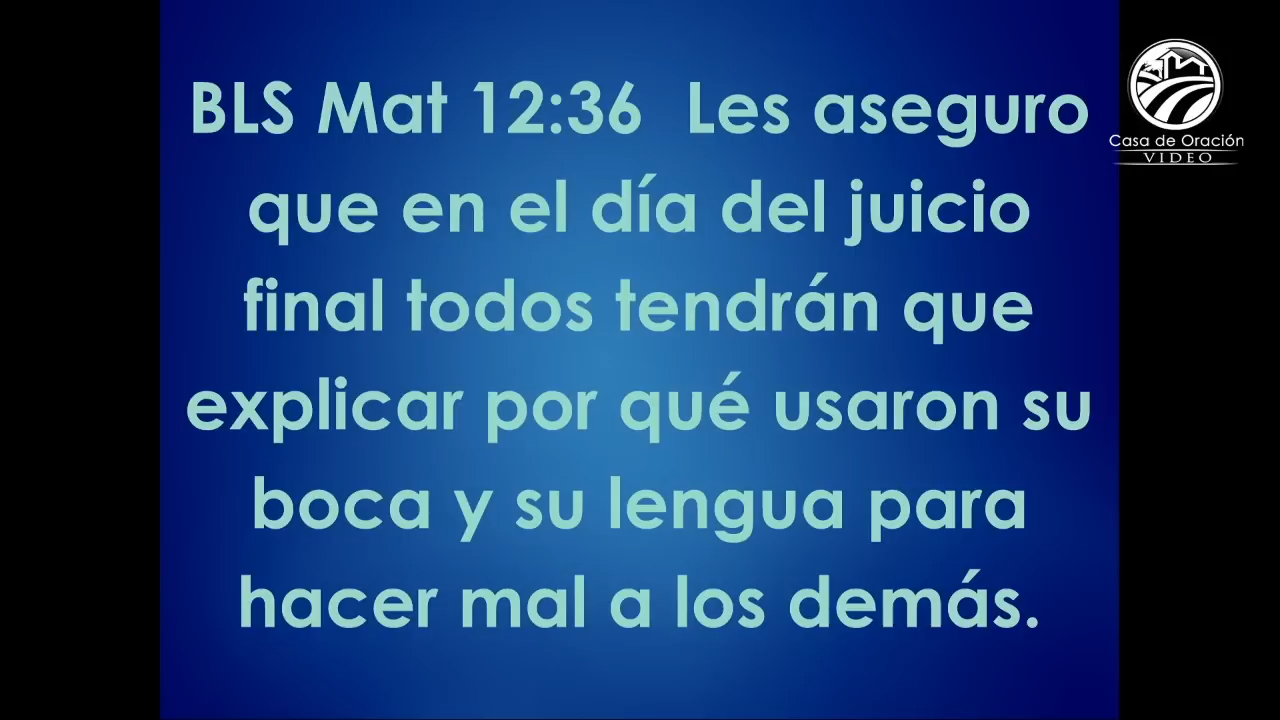 BLS Mat 12:36  Les aseguro
que en el día del juicio
final todos tendrán que
explicar por qué usaron su
boca y su lengua para
hacer mal a los demás.
Casa de Oración
VIDEO